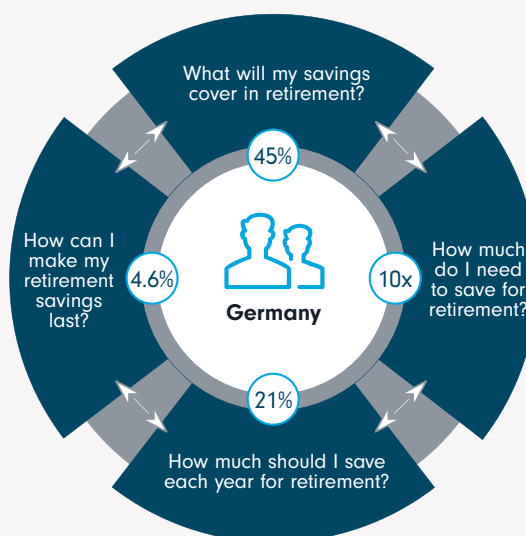 What will my savings
cover in retirement?
45%
How can I
make my
retirement
savings
last?
4.6%
Germany
10x
How much
do I need
to save for
retirement?
21%
How much should I save
each year for retirement?